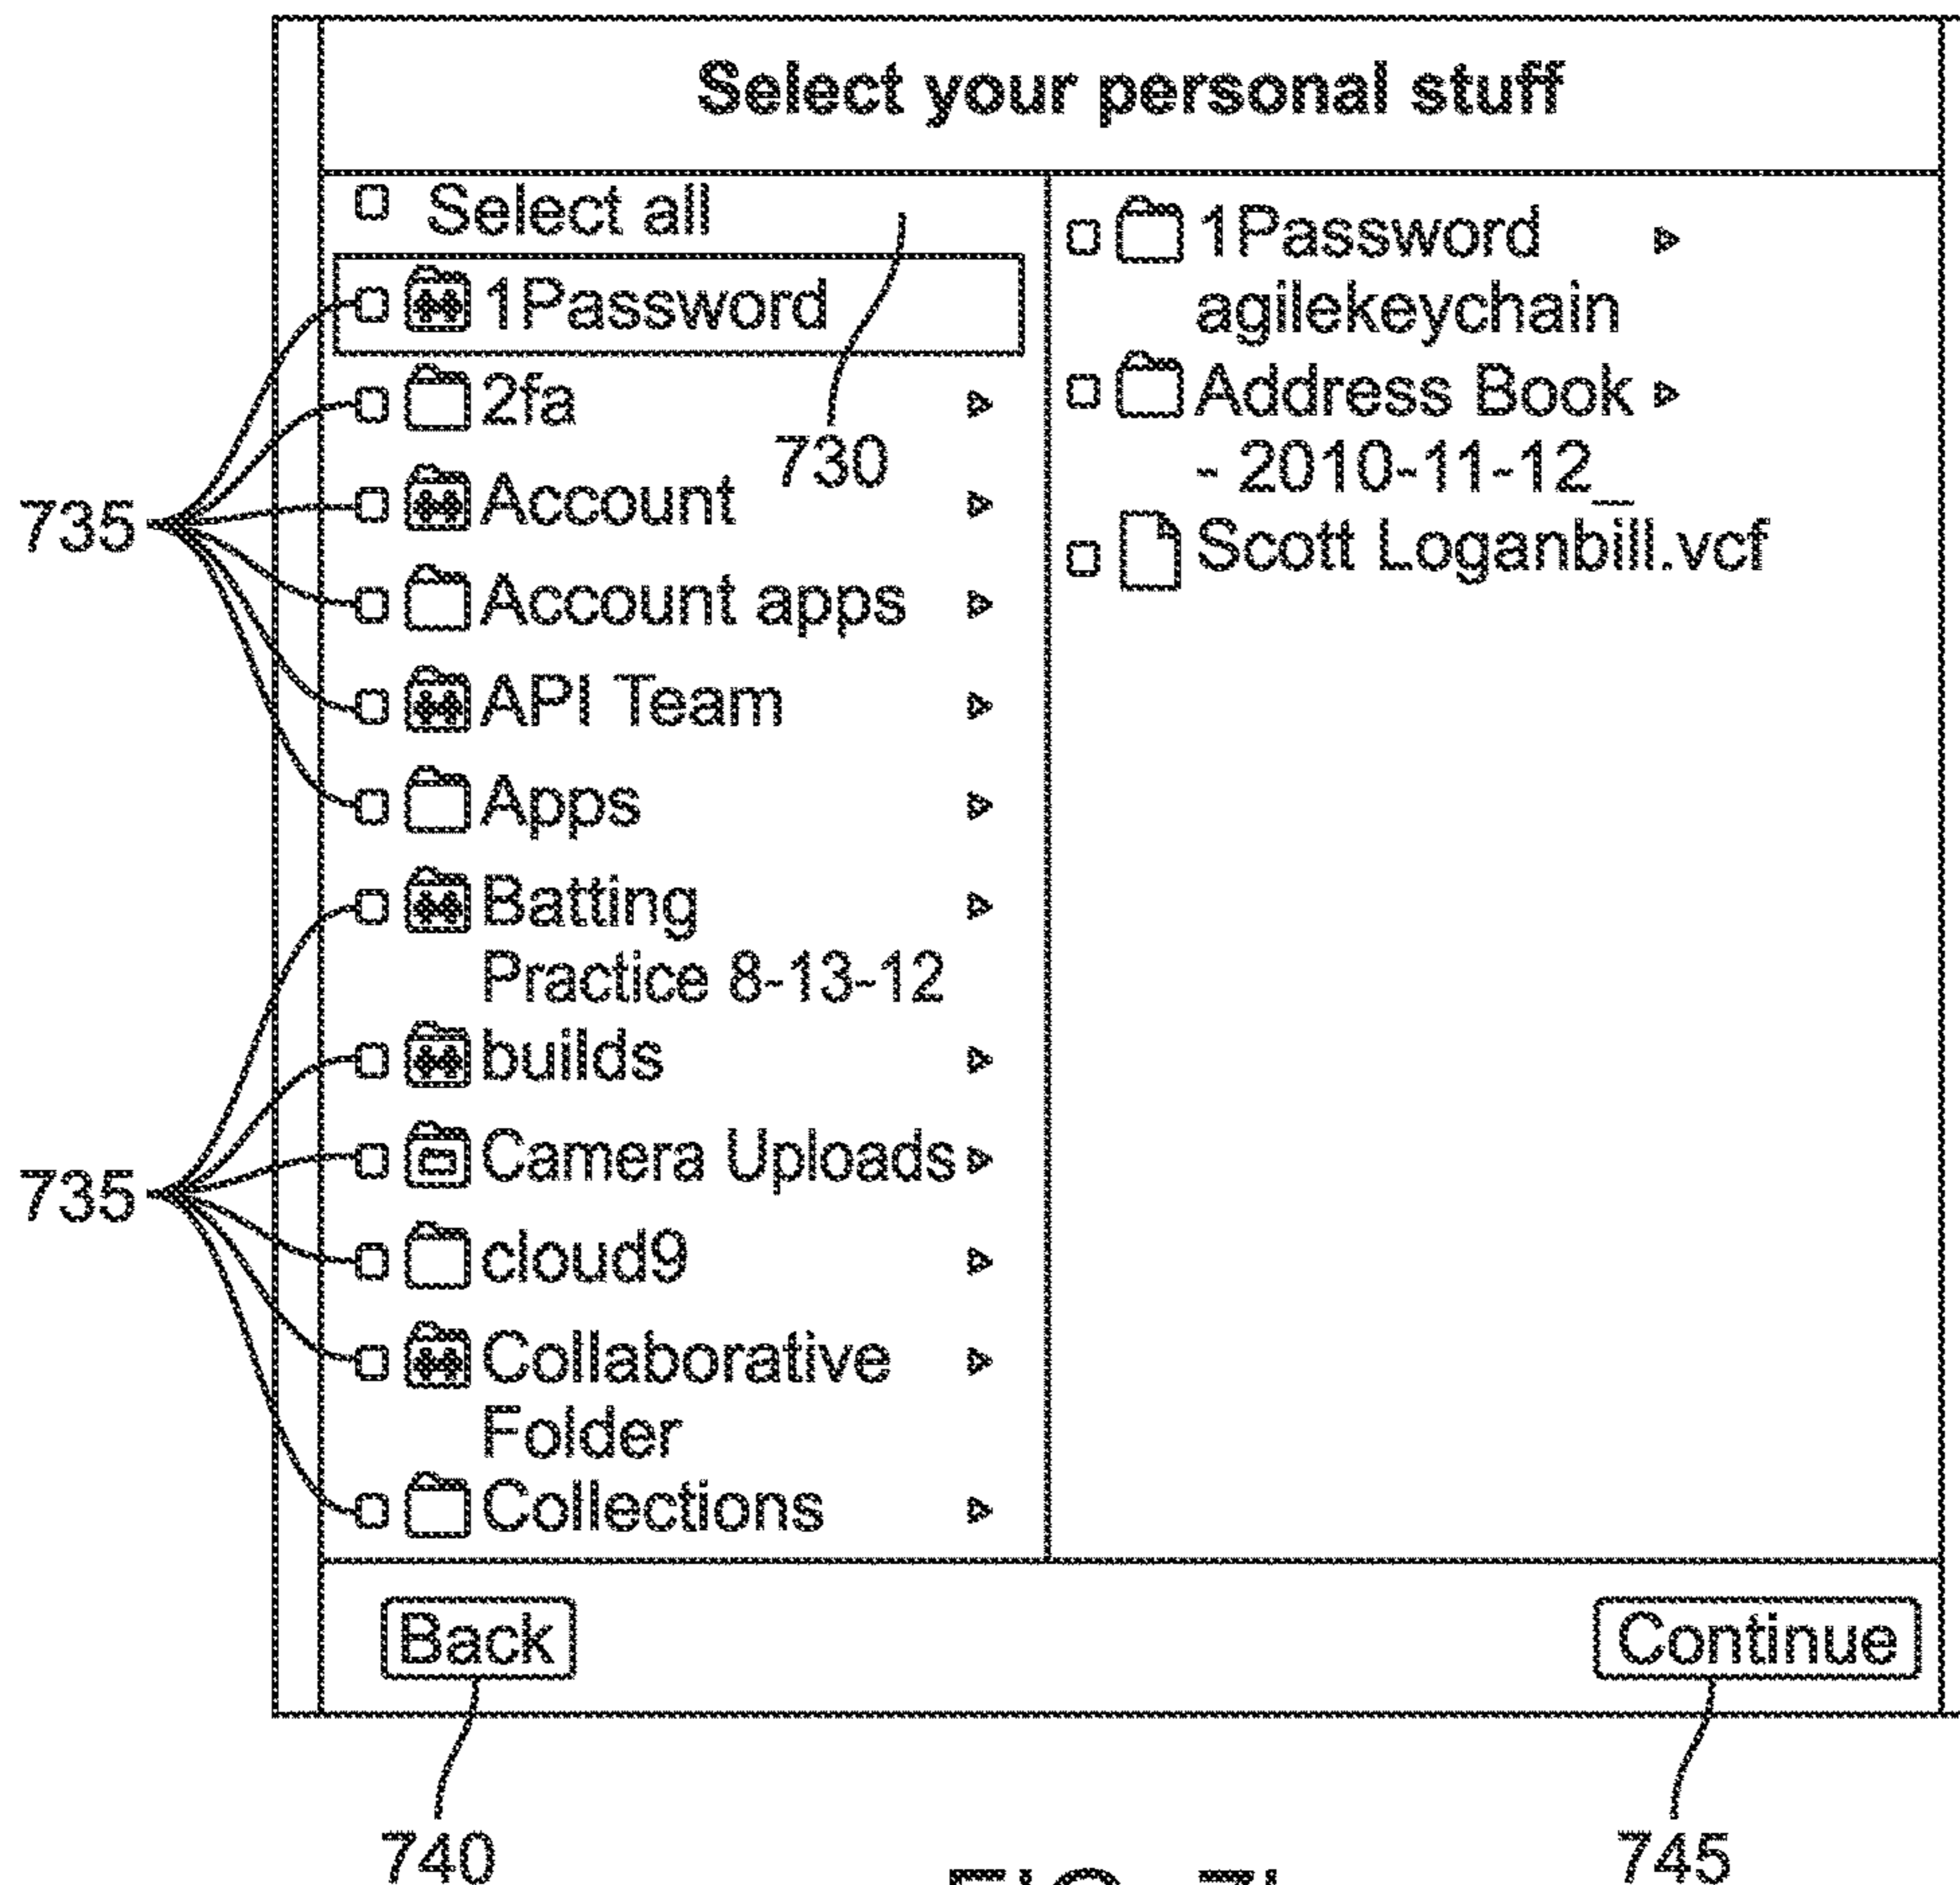 Select your personal stuff
Select all
1Password
2fa
730
Account
735
Account apps
API Team
Apps
Batting
Practice 8-13-12
builds
Camera Uploads
735
cloud9
Collaborative
Folder
Collections
1Password
agilekeychain
Address Book
- 2010-11-12_
Scott Loganbill.vcf
Back
Continue
740
745